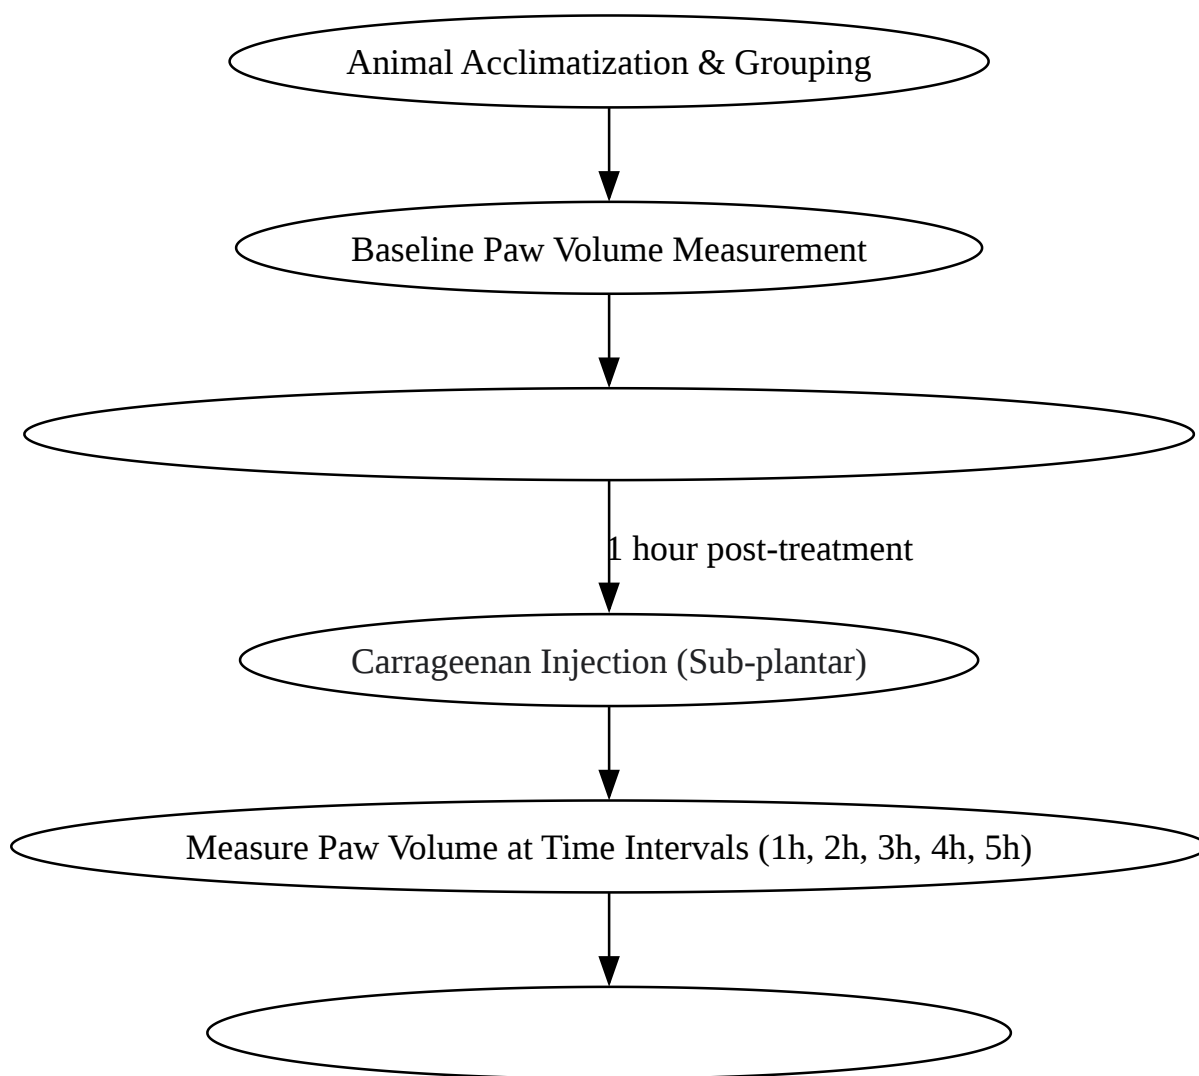 Animal Acclimatization & Grouping
Baseline Paw Volume Measurement
1 hour post-treatment
Carrageenan Injection (Sub-plantar)
Measure Paw Volume at Time Intervals (1h, 2h, 3h, 4h, 5h)